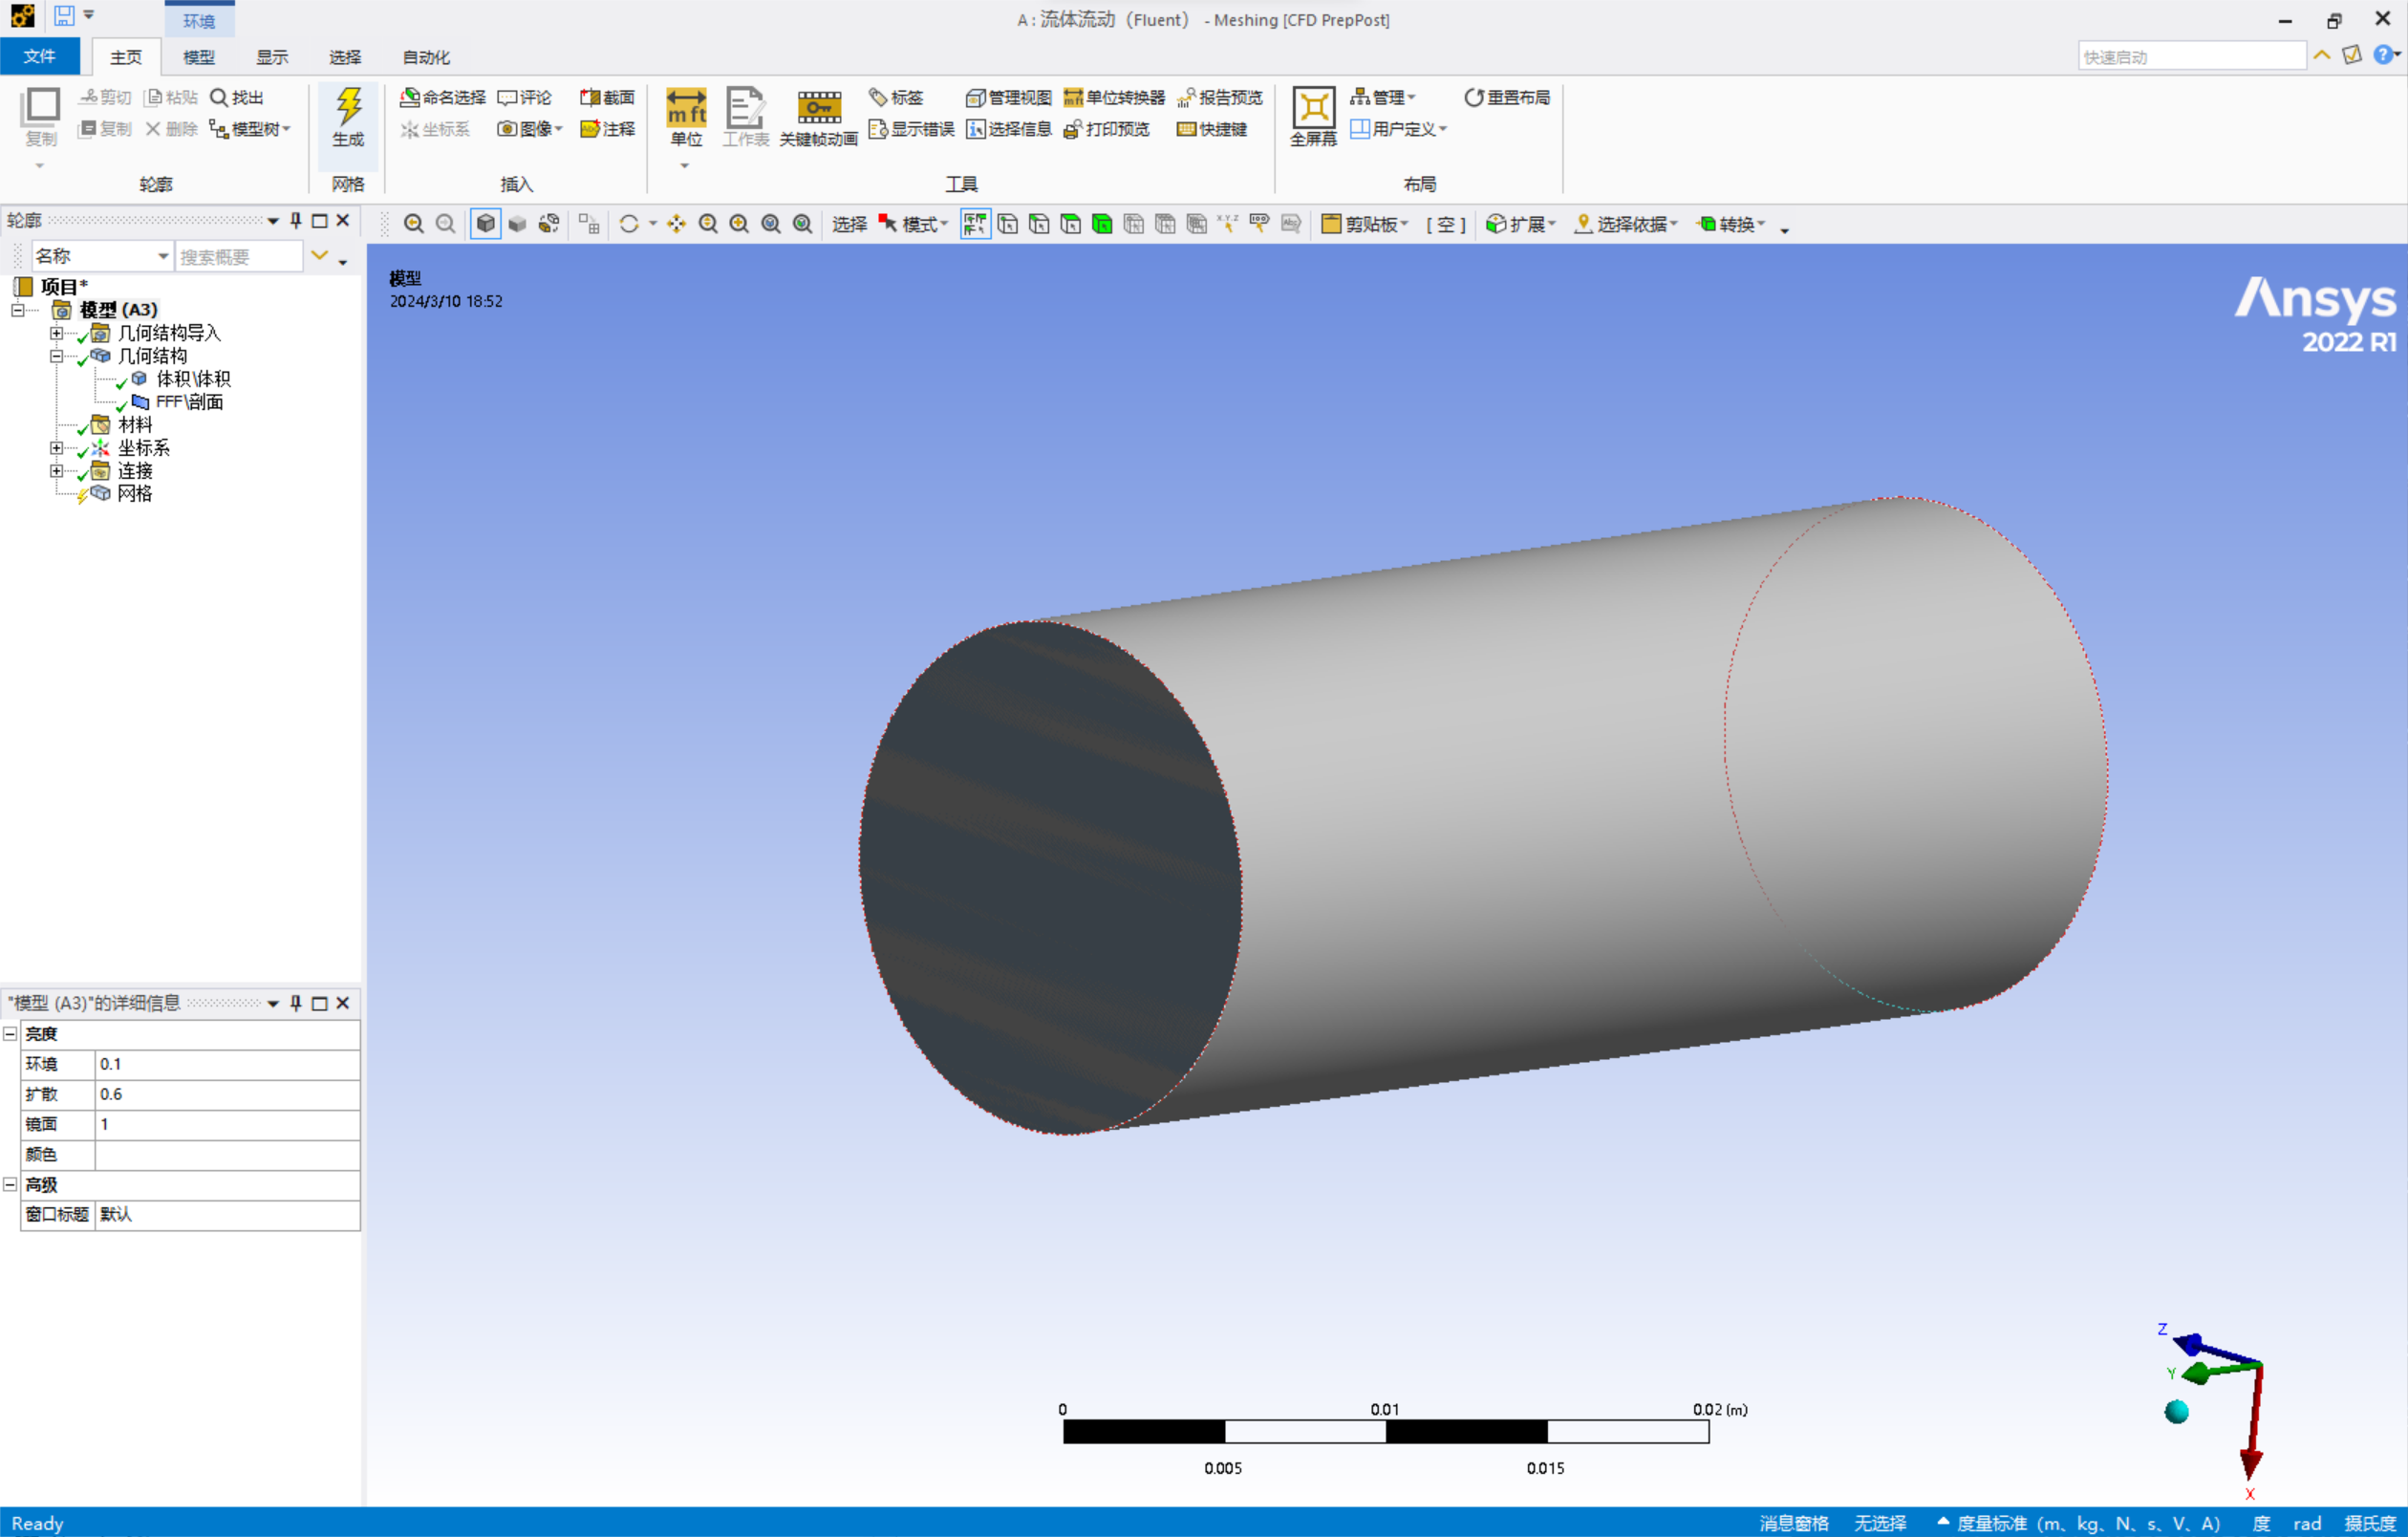 环境
A : 流体流动（Fluent） - Meshing [CFD PrepPost]
文件 主页 模型 显示 选择 自动化 快速启动
复制 剪切 粘贴 找出
复制 删除 模型树
轮廓
生成
网格
命名选择 评论 截面
坐标系 图像 注释
插入
单位 工作表 关键帧动画
标签 管理视图 单位转换器 报告预览
显示错误 选择信息 打印预览 快捷键
工具
全屏幕 管理 重置布局
用户定义
布局
轮廓
选择 模式 剪贴板 [ 空 ] 扩展 选择依据 转换
名称 搜索概要
项目*
模型 (A3)
几何结构导入
几何结构
体积\体积
FFF\剖面
材料
坐标系
连接
网格
模型
2024/3/10 18:52
Ansys
2022 R1
"模型 (A3)"的详细信息
亮度
环境 0.1
扩散 0.6
镜面 1
颜色
高级
窗口标题 默认
0 0.01 0.02 (m)
0.005 0.015
Z
Y
X
Ready 消息窗格 无选择 度量标准（m、kg、N、s、V、A） 度 rad 摄氏度